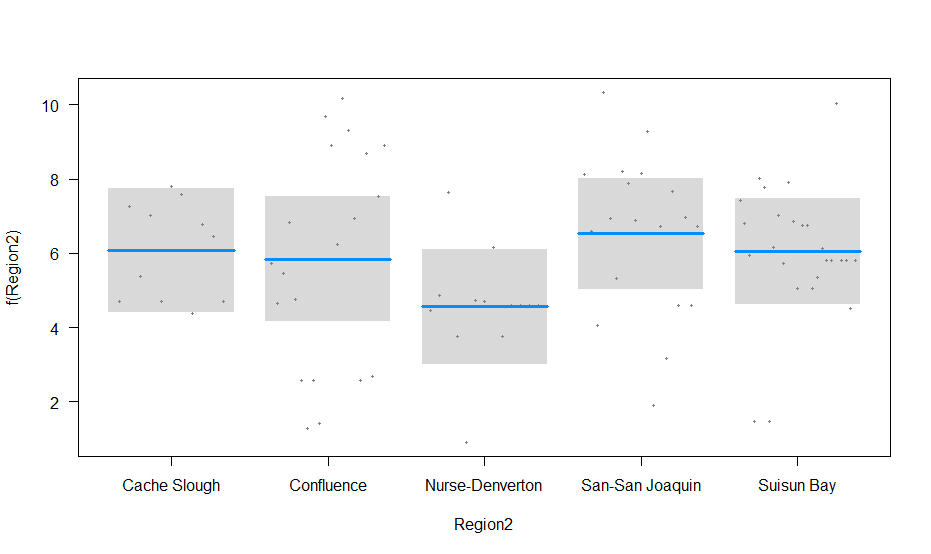 f(Region2)
10
8
6
4
2
Cache Slough Confluence Nurse-Denverton San-San Joaquin Suisun Bay
Region2